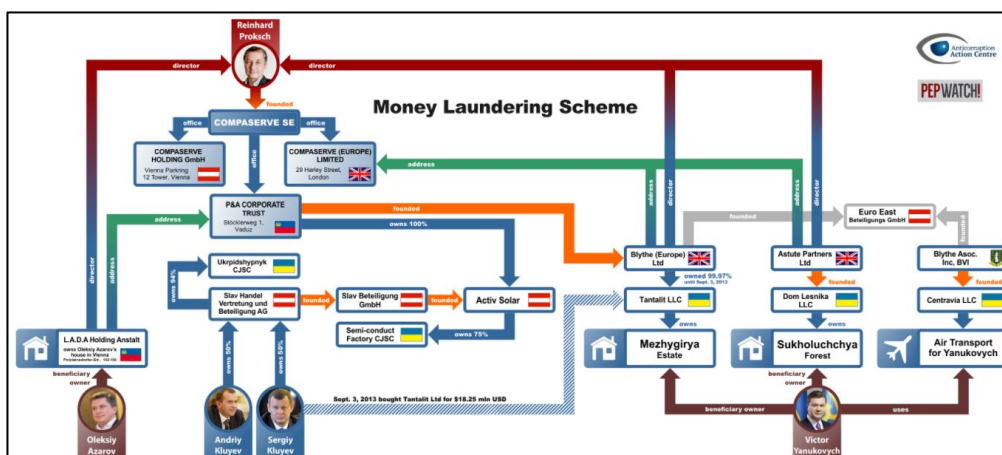 Reinhard
Proksch
Anticorruption
Action Centre
PEPWATCH!
director
director
founded
Money Laundering Scheme
COMPASERVE SE
office
office
office
COMPASERVE
HOLDING GmbH
Vienna Parkring
12 Tower, Vienna
COMPASERVE (EUROPE)
LIMITED
29 Harley Street,
London
address
P&A CORPORATE
TRUST
Stöcklerweg 1,
Vaduz
founded
owns 100%
address
director
address
address
director
address
director
founded
founded
Euro East
Beteiligungs GmbH
Blythe (Europe)
Ltd
Astute Partners
Ltd
Blythe Asoc.
Inc, BVI
owned 99.97%
until Sept. 3, 2013
founded
founded
Ukrpidshypnyk
CJSC
owns 94%
Slav Handel
Vertretung und
Beteiligung AG
founded
Slav Beteiligung
GmbH
founded
Activ Solar
Tantalit LLC
Dom Lesnika
LLC
Centravia LLC
Semi-conduct
Factory CJSC
owns 75%
owns
owns
L.A.D.A Holding Anstalt
owns Oleksiy Azarov's
house in Vienna
Mezhygirya
Estate
Sukholuchchya
Forest
Air Transport
for Yanukovych
owns 50%
owns 50%
beneficiary
owner
Sept. 3, 2013 bought Tantalit Ltd for $18.25 mln USD
beneficiary owner
beneficiary
owner
uses
Oleksiy
Azarov
Andriy
Kluyev
Sergiy
Kluyev
Victor
Yanukovych